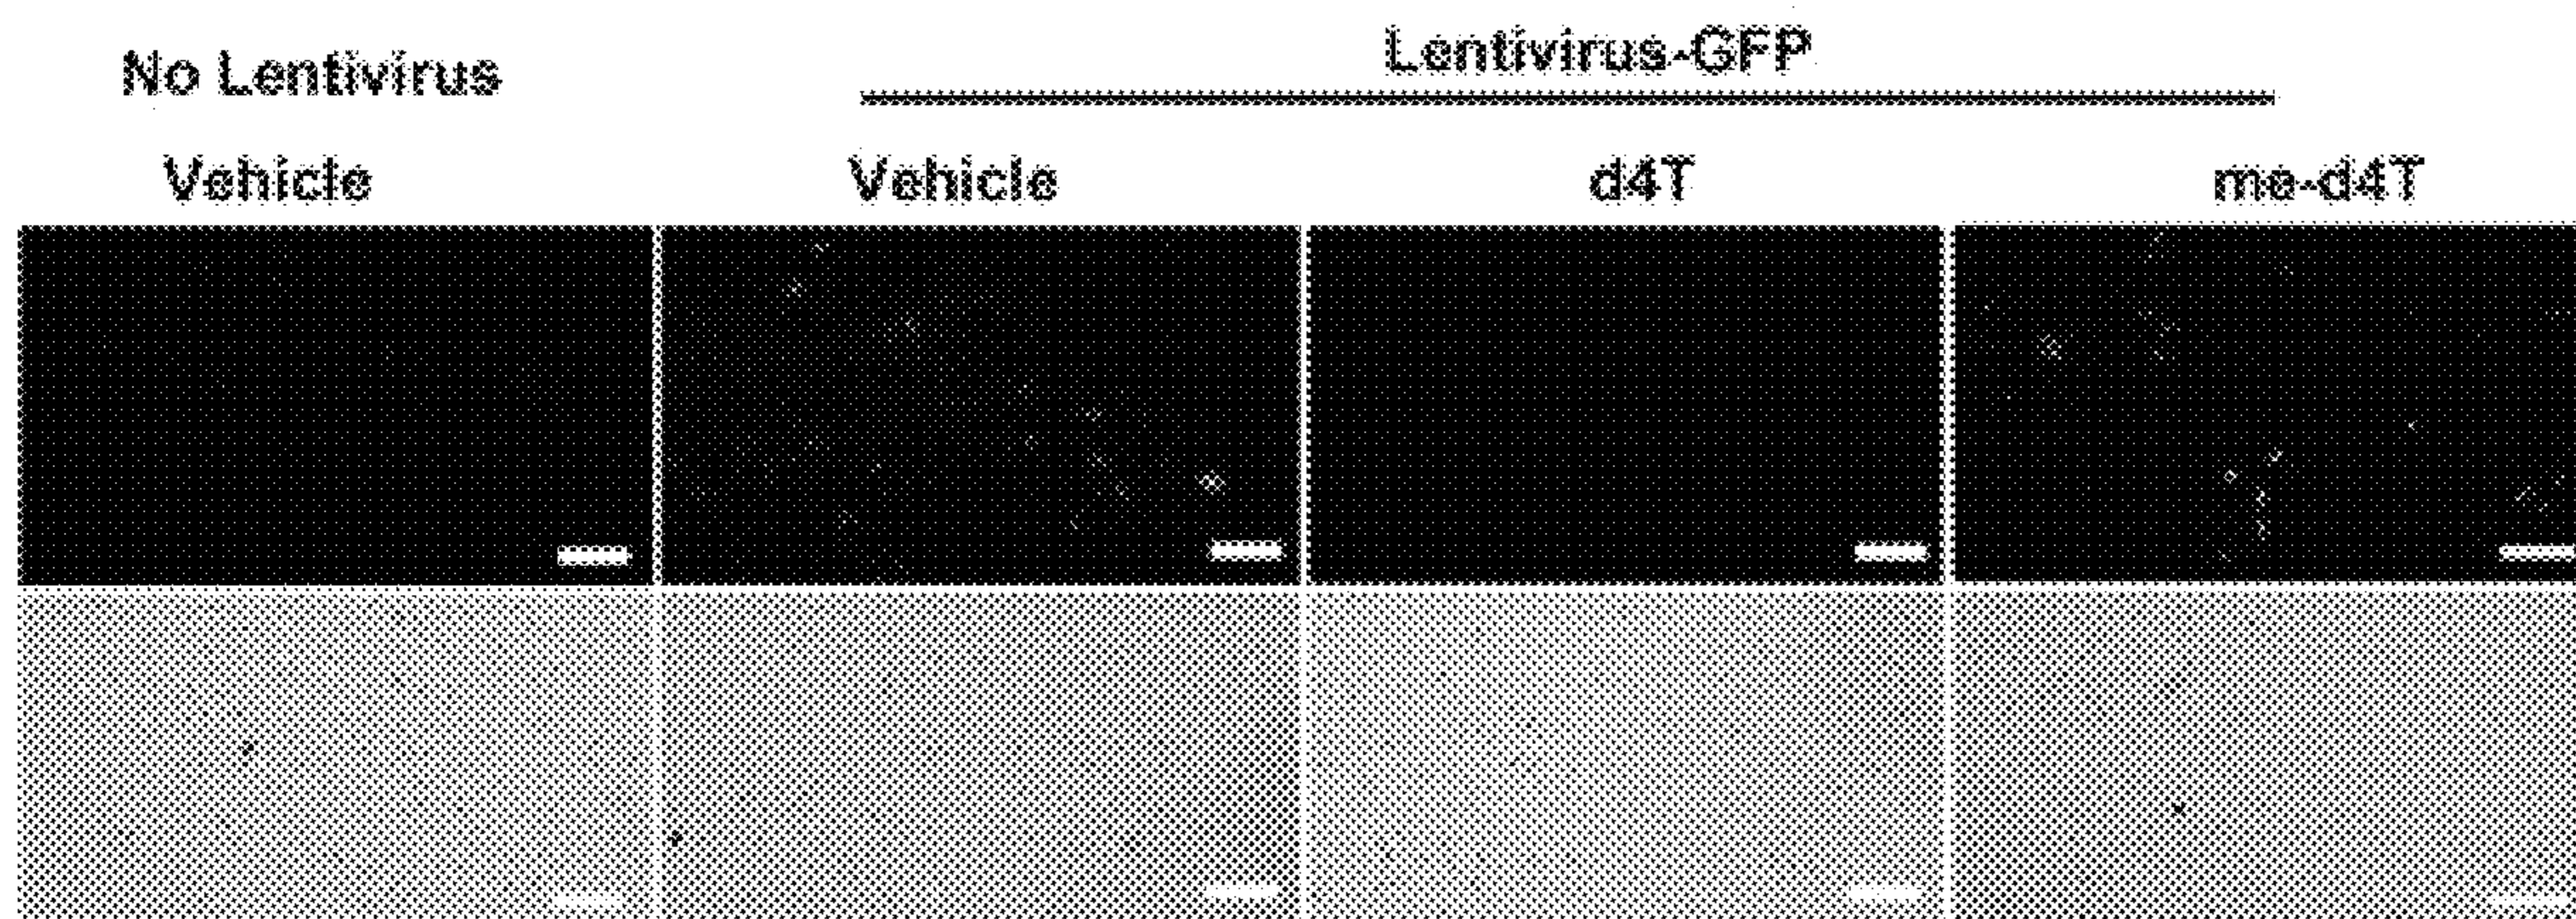 No Lentivirus
Lentivirus-GFP
Vehicle
Vehicle
d4T
me-d4T